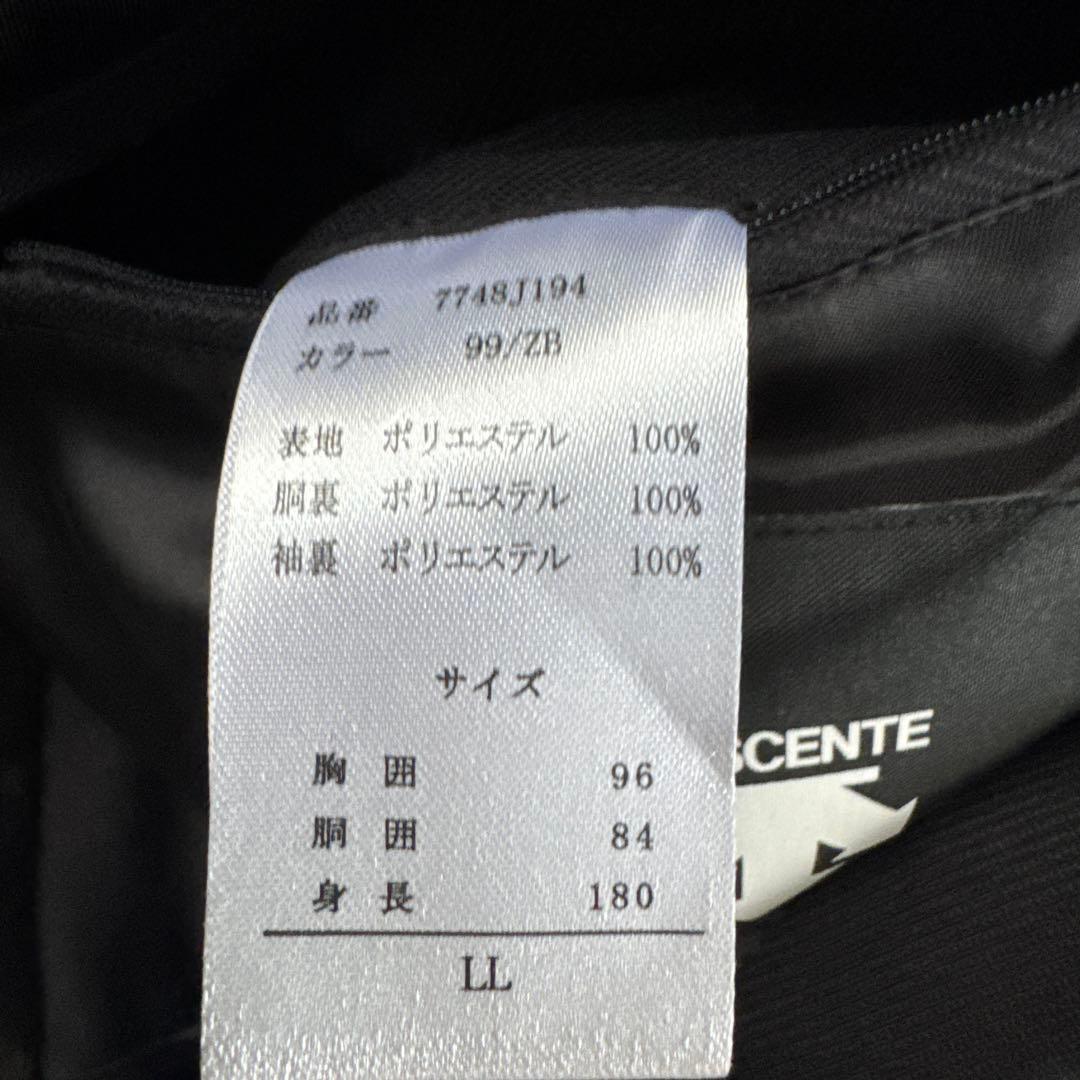 品番 7748J194
カラー 99/ZB
表地 ポリエステル 100%
胴裏 ポリエステル 100%
袖裏 ポリエステル 100%
サイズ
胸囲 96
胴囲 84
身長 180
LL
SCENTE